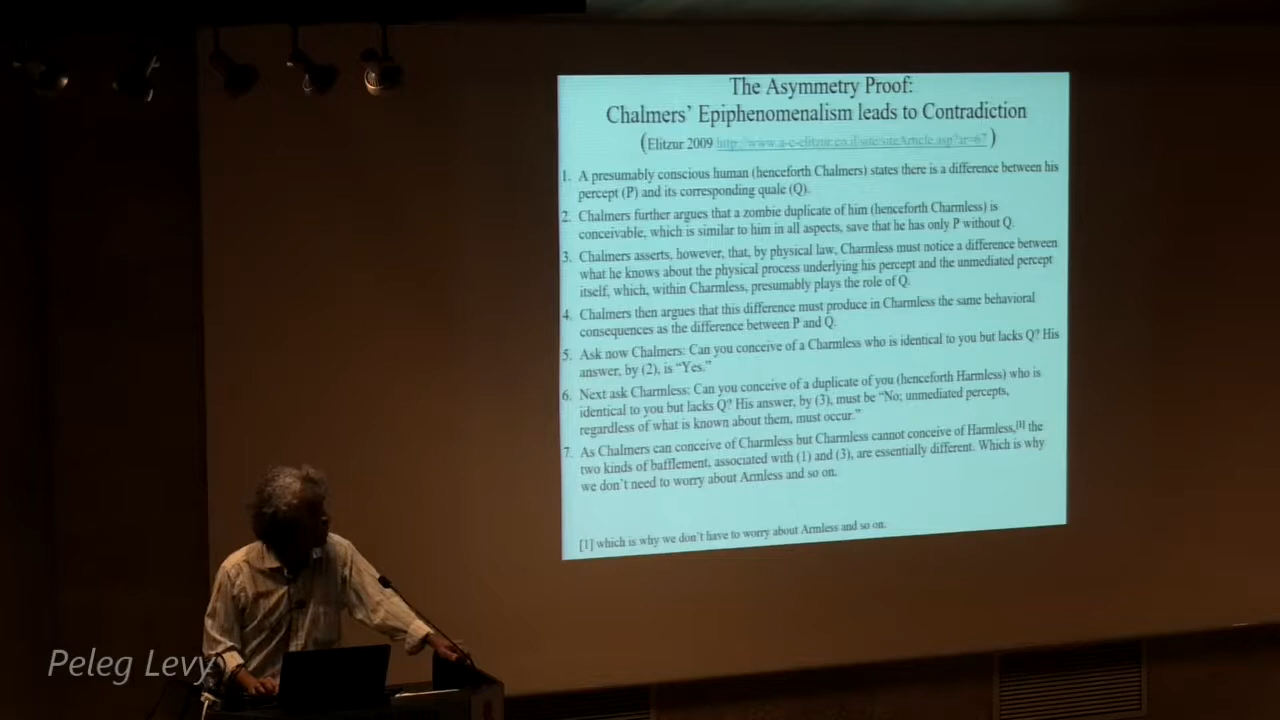 The Asymmetry Proof:
Chalmers' Epiphenomenalism leads to Contradiction
(Elitzur 2009 http://www.a-c-elitzur.co.il/site/siteArticle.asp?ar=67)
1. A presumably conscious human (henceforth Chalmers) states there is a difference between his
percept (P) and its corresponding quale (Q).
2. Chalmers further argues that a zombie duplicate of him (henceforth Charmless) is
conceivable, which is similar to him in all aspects, save that he has only P without Q.
3. Chalmers asserts, however, that, by physical law, Charmless must notice a difference between
what he knows about the physical process underlying his percept and the unmediated percept
itself, which, within Charmless, presumably plays the role of Q.
4. Chalmers then argues that this difference must produce in Charmless the same behavioral
consequences as the difference between P and Q.
5. Ask now Chalmers: Can you conceive of a Charmless who is identical to you but lacks Q? His
answer, by (2), is "Yes."
6. Next ask Charmless: Can you conceive of a duplicate of you (henceforth Harmless) who is
identical to you but lacks Q? His answer, by (3), must be "No; unmediated percepts,
regardless of what is known about them, must occur."
7. As Chalmers can conceive of Charmless but Charmless cannot conceive of Harmless,[1] the
two kinds of bafflement, associated with (1) and (3), are essentially different. Which is why
we don't need to worry about Armless and so on.
[1] which is why we don't have to worry about Armless and so on.
Peleg Levy